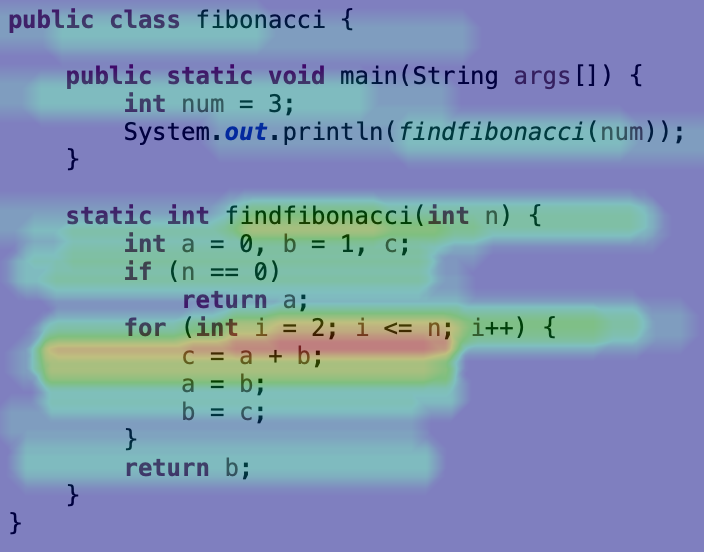 public class fibonacci {
public static void main(String args[]) {
int num = 3;
System.out.println(findfibonacci(num));
}
static int findfibonacci(int n) {
int a = 0, b = 1, c;
if (n == 0)
return a;
for (int i = 2; i <= n; i++) {
c = a + b;
a = b;
b = c;
}
return b;
}
}